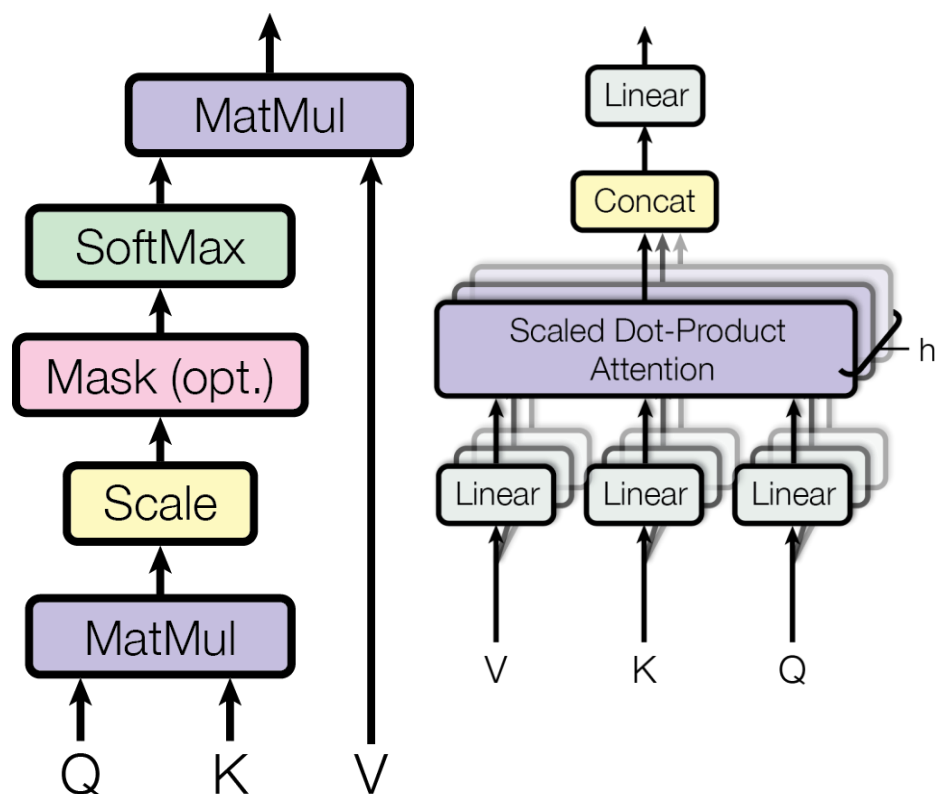 MatMul
SoftMax
Mask (opt.)
Scale
MatMul
Q K V
Linear
Concat
Scaled Dot-Product
Attention
h
Linear Linear Linear
V K Q